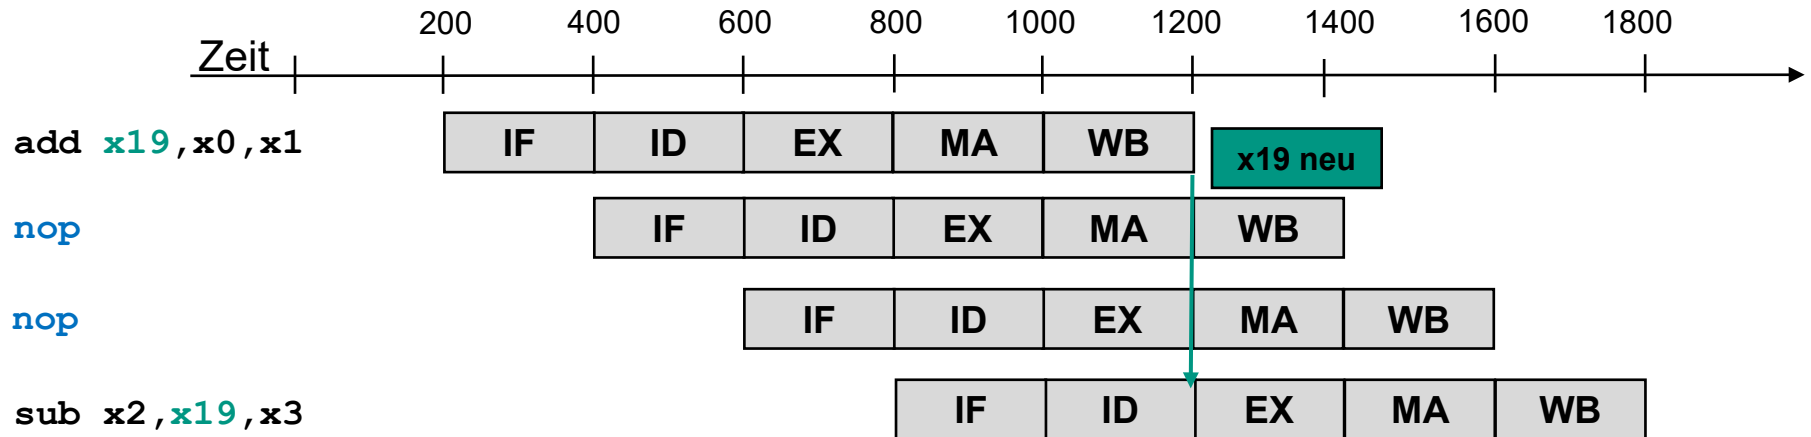 200 400 600 800 1000 1200 1400 1600 1800
Zeit
add x19,x0,x1 IF ID EX MA WB x19 neu
nop IF ID EX MA WB
nop IF ID EX MA WB
sub x2,x19,x3 IF ID EX MA WB